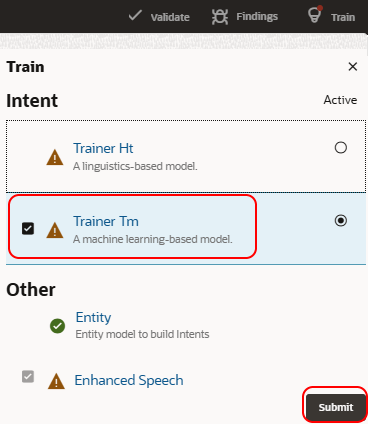 Validate Findings Train
Train
Intent Active
Trainer Ht
A linguistics-based model.
Trainer Tm
A machine learning-based model.
Other
Entity
Entity model to build Intents
Enhanced Speech
Submit